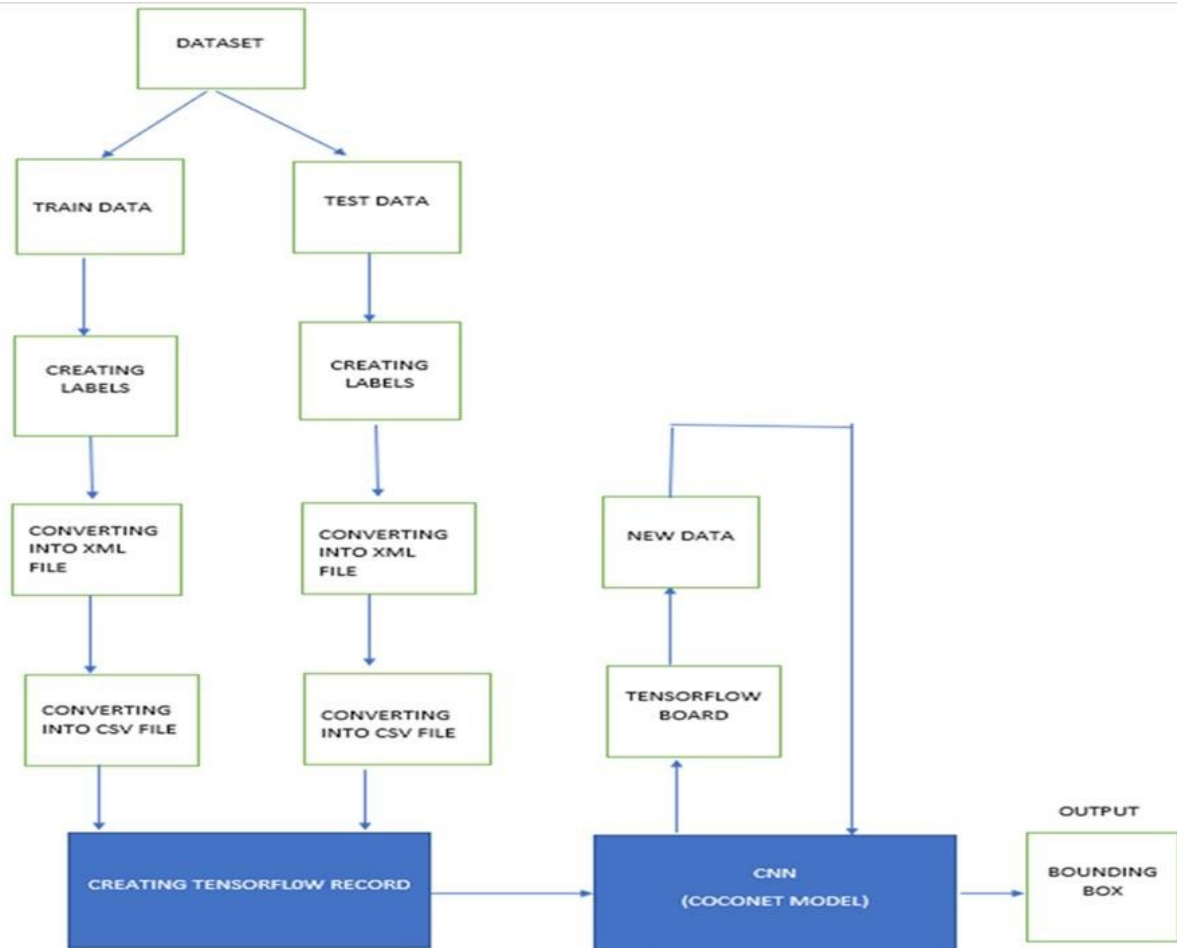 DATASET
TRAIN DATA
TEST DATA
CREATING
LABELS
CREATING
LABELS
CONVERTING
INTO XML
FILE
CONVERTING
INTO XML
FILE
NEW DATA
CONVERTING
INTO CSV FILE
CONVERTING
INTO CSV FILE
TENSORFLOW
BOARD
CREATING TENSORFL0W RECORD
CNN
(COCONET MODEL)
OUTPUT
BOUNDING
BOX